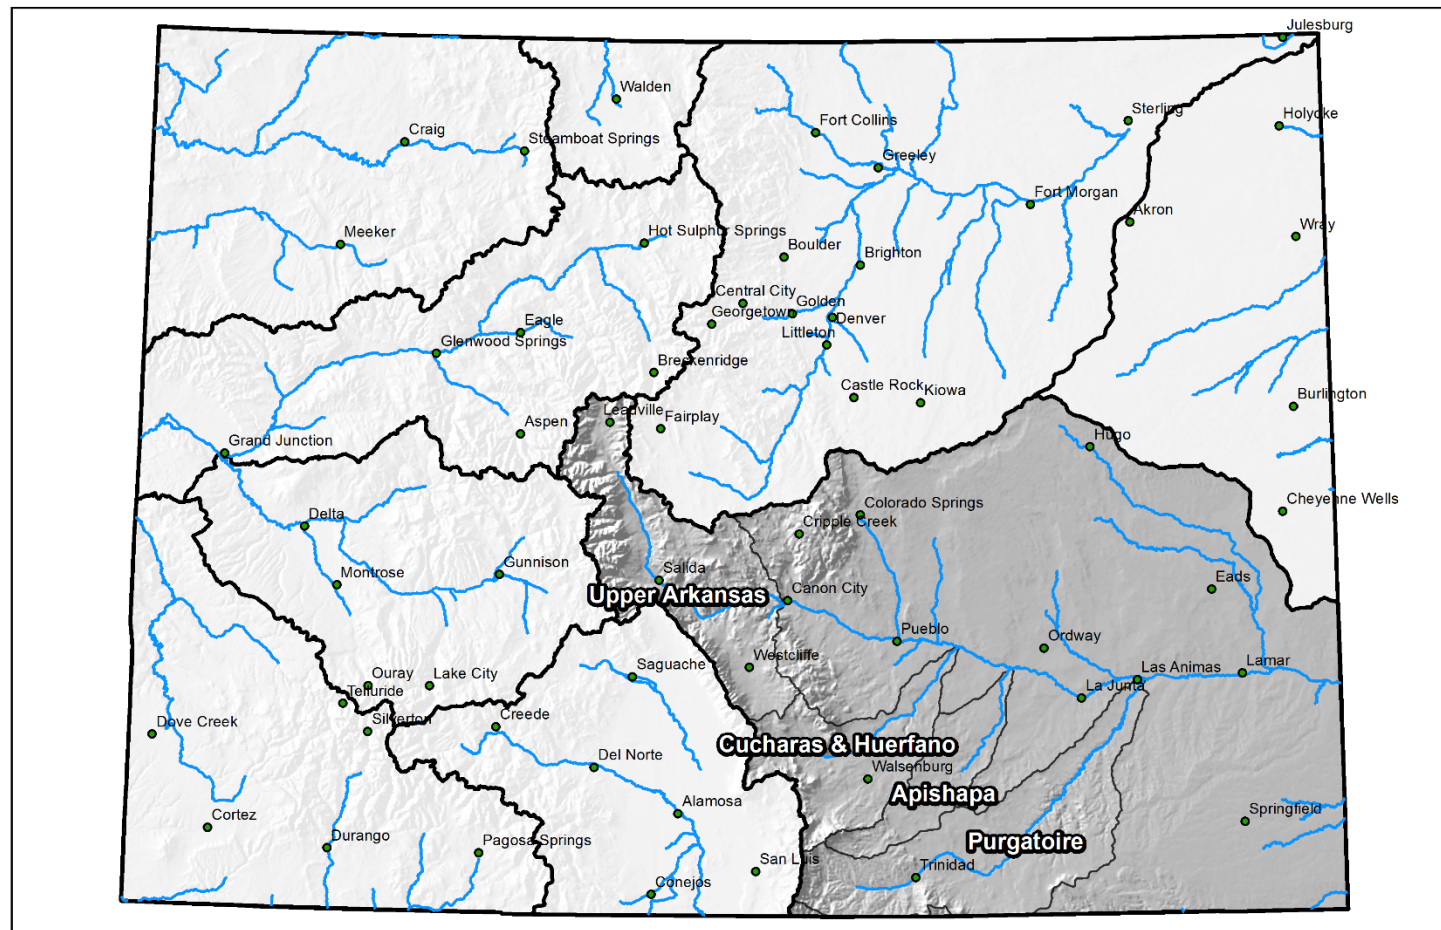 Julesburg
Walden
Sterling
Holyoke
Fort Collins
Craig
Steamboat Springs
Greeley
Fort Morgan
Akron
Wray
Meeker
Hot Sulphur Springs
Boulder
Brighton
Central City
Golden
Georgetown
Denver
Eagle
Littleton
Glenwood Springs
Breckenridge
Castle Rock
Kiowa
Burlington
Leadville
Fairplay
Aspen
Grand Junction
Hugo
Cheyenne Wells
Colorado Springs
Delta
Cripple Creek
Gunnison
Salida
Montrose
Eads
Upper Arkansas
Canon City
Pueblo
Ordway
Westcliffe
Saguache
Las Animas
Lamar
Ouray
Lake City
La Junta
Telluride
Silverton
Creede
Dove Creek
Cucharas & Huerfano
Del Norte
Walsenburg
Apishapa
Alamosa
Springfield
Cortez
Durango
Pagosa Springs
Purgatoire
San Luis
Trinidad
Conejos